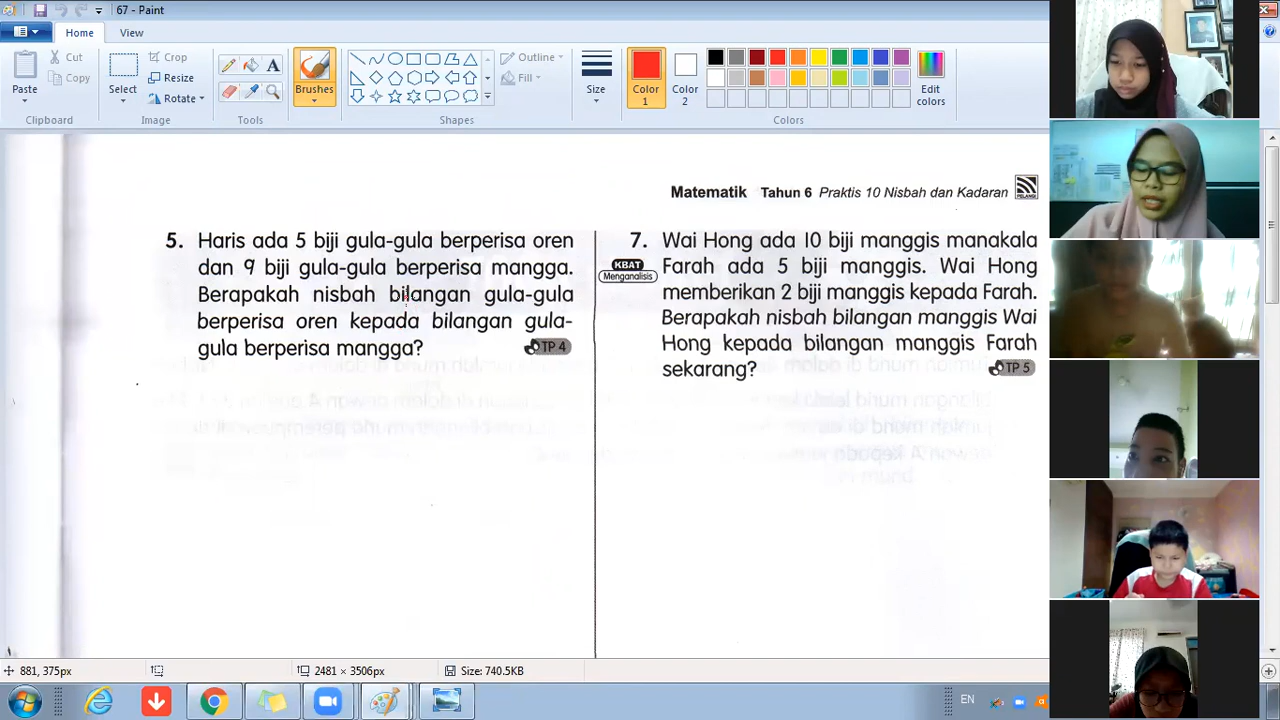 67 - Paint
Home
View
Paste
Cut
Copy
Clipboard
Select
Crop
Resize
Rotate
Image
Tools
Brushes
Outline
Fill
Shapes
Size
Color
1
Color
2
Edit
colors
Colors
Matematik Tahun 6 Praktis 10 Nisbah dan Kadaran
PELANGI
5. Haris ada 5 biji gula-gula berperisa oren
dan 9 biji gula-gula berperisa mangga.
Berapakah nisbah bilangan gula-gula
berperisa oren kepada bilangan gula-
gula berperisa mangga?
TP 4
7. Wai Hong ada 10 biji manggis manakala
KBAT
Menganalisis
Farah ada 5 biji manggis. Wai Hong
memberikan 2 biji manggis kepada Farah.
Berapakah nisbah bilangan manggis Wai
Hong kepada bilangan manggis Farah
sekarang?
TP 5
881, 375px
2481 × 3506px
Size: 740.5KB
EN